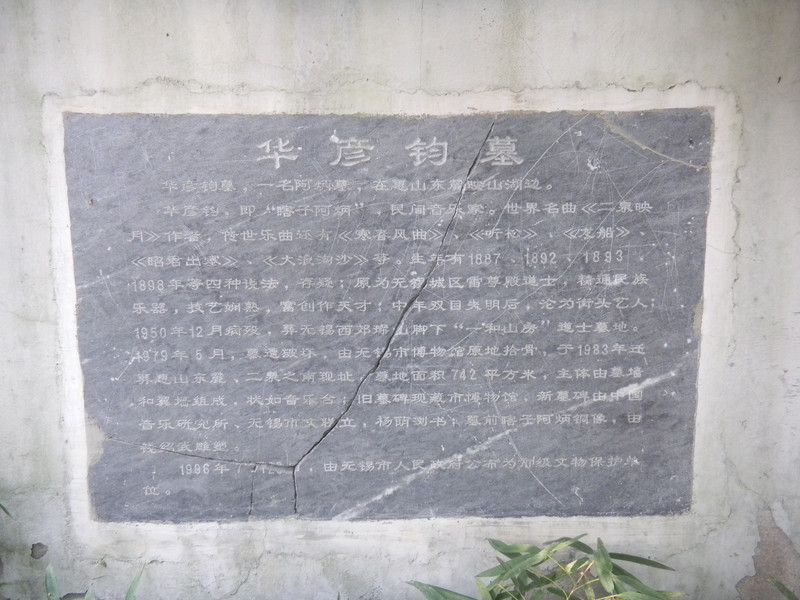 华彦钧墓
华彦钧墓，一名阿炳墓，在惠山东麓映山湖边。
华彦钧、即“瞎子阿炳”，民间音乐家。世界名曲《二泉映
月》作者，传世乐曲还有《寒春风曲》、《听松》、《龙船》、
《昭君出塞》、《大浪淘沙》等。生年有1887、1892、1893、
1898年等四种说法，存疑；原为无锡城区雷尊殿道士，精通民族
乐器，技艺娴熟，富创作天才；中年双目失明后，沦为街头艺人；
1950年12月病殁，葬无锡西郊璨山脚下“一和山房”道士墓地。
1979年5月，墓遭破坏，由无锡市博物馆原地拾骨，于1983年迁
葬惠山东麓、二泉之南现址。墓地面积742平方米，主体由墓墙
和翼墙组成，状如音乐台；旧墓碑现藏市博物馆，新墓碑由中国
音乐研究所、无锡市文联立，杨荫浏书；墓前瞎子阿炳铜像，由
钱绍武雕塑。
1996年，由无锡市人民政府公布为市级文物保护单
位。